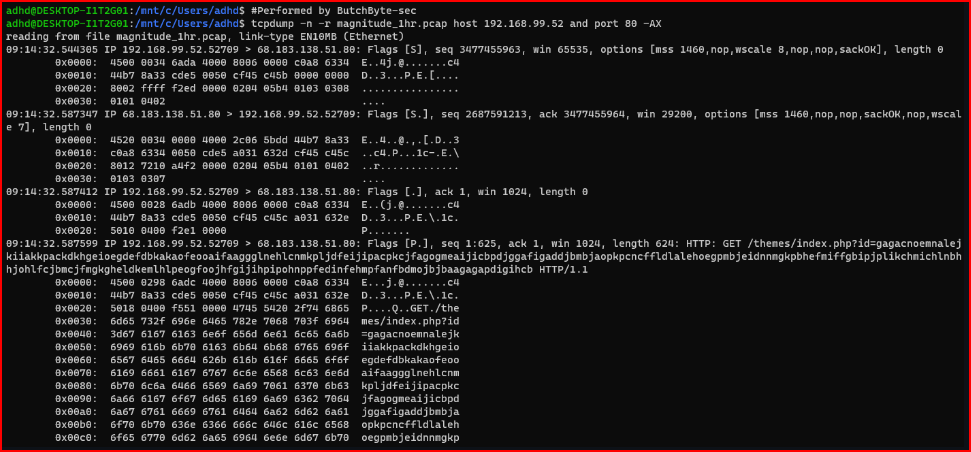 adhd@DESKTOP-I1T2G01:/mnt/c/Users/adhd$ #Performed by ButchByte-sec
adhd@DESKTOP-I1T2G01:/mnt/c/Users/adhd$ tcpdump -n -r magnitude_1hr.pcap host 192.168.99.52 and port 80 -AX
reading from file magnitude_1hr.pcap, link-type EN10MB (Ethernet)
09:14:32.544305 IP 192.168.99.52.52709 > 68.183.138.51.80: Flags [S], seq 3477455963, win 65535, options [mss 1460,nop,wscale 8,nop,nop,sackOK], length 0
0x0000: 4500 0034 6ada 4000 8006 0000 c0a8 6334 E..4j.@.......c4
0x0010: 44b7 8a33 cde5 0050 cf45 c45b 0000 0000 D..3...P.E.[....
0x0020: 8002 ffff f2ed 0000 0204 05b4 0103 0308 ................
0x0030: 0101 0402 ....
09:14:32.587347 IP 68.183.138.51.80 > 192.168.99.52.52709: Flags [S.], seq 2687591213, ack 3477455964, win 29200, options [mss 1460,nop,nop,sackOK,nop,wscal
e 7], length 0
0x0000: 4520 0034 0000 4000 2c06 5bdd 44b7 8a33 E..4..@.,.[.D..3
0x0010: c0a8 6334 0050 cde5 a031 632d cf45 c45c ..c4.P...1c-.E.\
0x0020: 8012 7210 a4f2 0000 0204 05b4 0101 0402 ..r.............
0x0030: 0103 0307 ....
09:14:32.587412 IP 192.168.99.52.52709 > 68.183.138.51.80: Flags [.], ack 1, win 1024, length 0
0x0000: 4500 0028 6adb 4000 8006 0000 c0a8 6334 E..(j.@.......c4
0x0010: 44b7 8a33 cde5 0050 cf45 c45c a031 632e D..3...P.E.\.1c.
0x0020: 5010 0400 f2e1 0000 P.......
09:14:32.587599 IP 192.168.99.52.52709 > 68.183.138.51.80: Flags [P.], seq 1:625, ack 1, win 1024, length 624: HTTP: GET /themes/index.php?id=gagacnoemnalej
kiiakkpackdkhgeioegdefdbkakaofeooaifaaggglnehlcnmkpljdfeijipacpkcjfagogmeaijicbpdjggafigaddjbmbjaopkpcncffldlalehoegpmbjeidnnmgkpbhefmiffgbipjplikchmichlnbh
hjohlfcjbmcjfmgkgheldkemlhlpeogfoojhfgijihpipohnppfedinfehmpfanfbdmojbjbaagagapdigihcb HTTP/1.1
0x0000: 4500 0298 6adc 4000 8006 0000 c0a8 6334 E...j.@.......c4
0x0010: 44b7 8a33 cde5 0050 cf45 c45c a031 632e D..3...P.E.\.1c.
0x0020: 5018 0400 f551 0000 4745 5420 2f74 6865 P....Q..GET./the
0x0030: 6d65 732f 696e 6465 782e 7068 703f 6964 mes/index.php?id
0x0040: 3d67 6167 6163 6e6f 656d 6e61 6c65 6a6b =gagacnoemnalejk
0x0050: 6969 616b 6b70 6163 6b64 6b68 6765 696f iiakkpackdkhgeio
0x0060: 6567 6465 6664 626b 616b 616f 6665 6f6f egdefdbkakaofeoo
0x0070: 6169 6661 6167 6767 6c6e 6568 6c63 6e6d aifaaggglnehlcnm
0x0080: 6b70 6c6a 6466 6569 6a69 7061 6370 6b63 kpljdfeijipacpkc
0x0090: 6a66 6167 6f67 6d65 6169 6a69 6362 7064 jfagogmeaijicbpd
0x00a0: 6a67 6761 6669 6761 6464 6a62 6d62 6a61 jggafigaddjbmbja
0x00b0: 6f70 6b70 636e 6366 666c 646c 616c 6568 opkpcncffldlaleh
0x00c0: 6f65 6770 6d62 6a65 6964 6e6e 6d67 6b70 oegpmbjeidnnmgkp